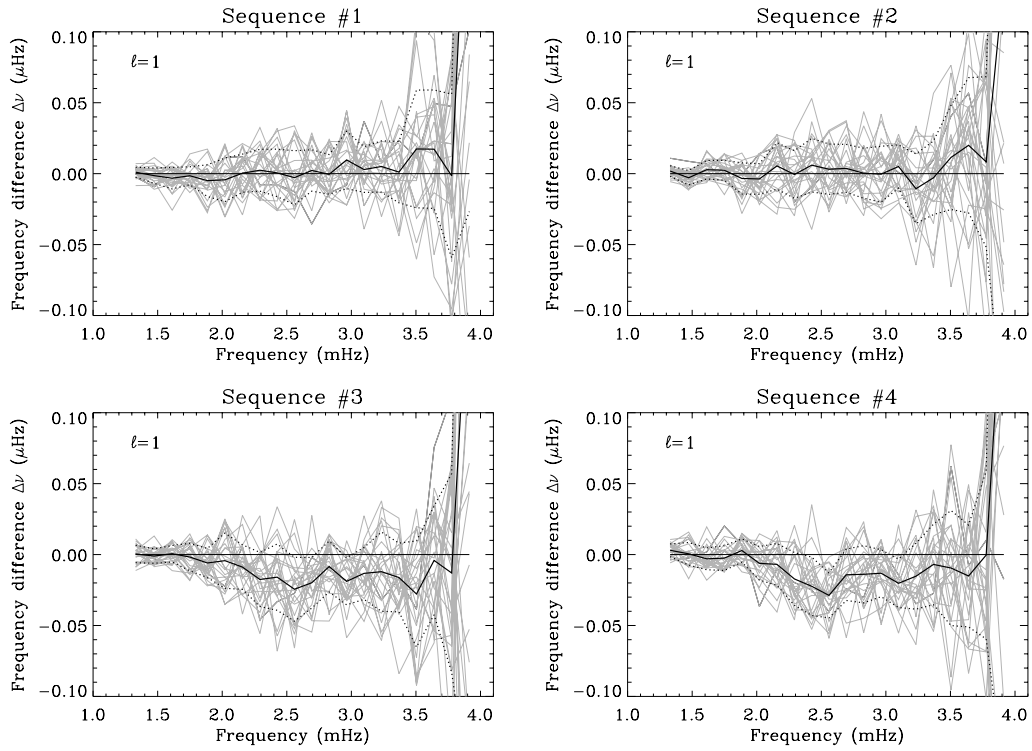 Sequence #1
0.10
0.05
0.00
−0.05
−0.10
Frequency difference Δν (μHz)
ℓ=1
1.0 1.5 2.0 2.5 3.0 3.5 4.0
Frequency (mHz)
Sequence #2
0.10
0.05
0.00
−0.05
−0.10
Frequency difference Δν (μHz)
ℓ=1
1.0 1.5 2.0 2.5 3.0 3.5 4.0
Frequency (mHz)
Sequence #3
0.10
0.05
0.00
−0.05
−0.10
Frequency difference Δν (μHz)
ℓ=1
1.0 1.5 2.0 2.5 3.0 3.5 4.0
Frequency (mHz)
Sequence #4
0.10
0.05
0.00
−0.05
−0.10
Frequency difference Δν (μHz)
ℓ=1
1.0 1.5 2.0 2.5 3.0 3.5 4.0
Frequency (mHz)